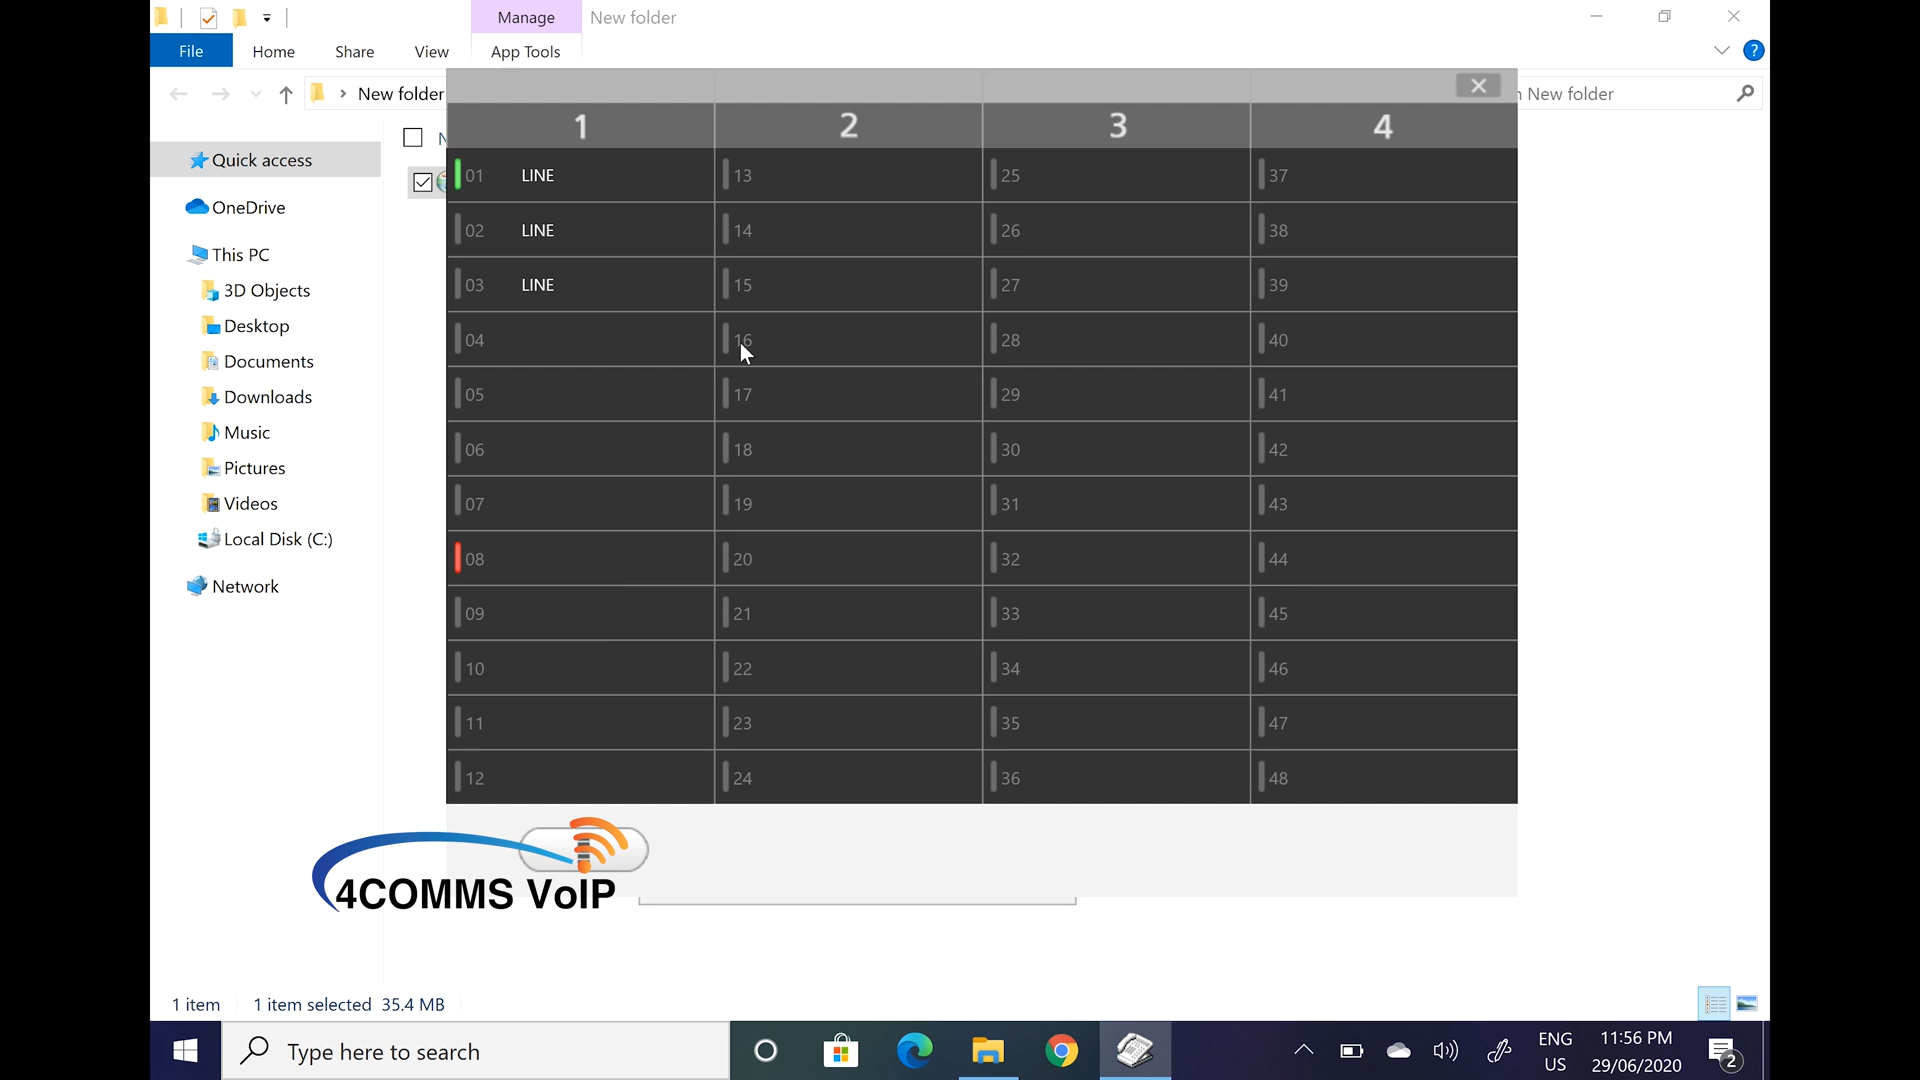 Manage
New folder
File
Home
Share
View
App Tools
?
New folder
New folder
1
2
3
4
Quick access
OneDrive
This PC
3D Objects
Desktop
Documents
Downloads
Music
Pictures
Videos
Local Disk (C:)
Network
01 LINE
13
25
37
02 LINE
14
26
38
03 LINE
15
27
39
04
16
28
40
05
17
29
41
06
18
30
42
07
19
31
43
08
20
32
44
09
21
33
45
10
22
34
46
11
23
35
47
12
24
36
48
4COMMS VoIP
1 item
1 item selected 35.4 MB
Type here to search
ENG
US
11:56 PM
29/06/2020
2